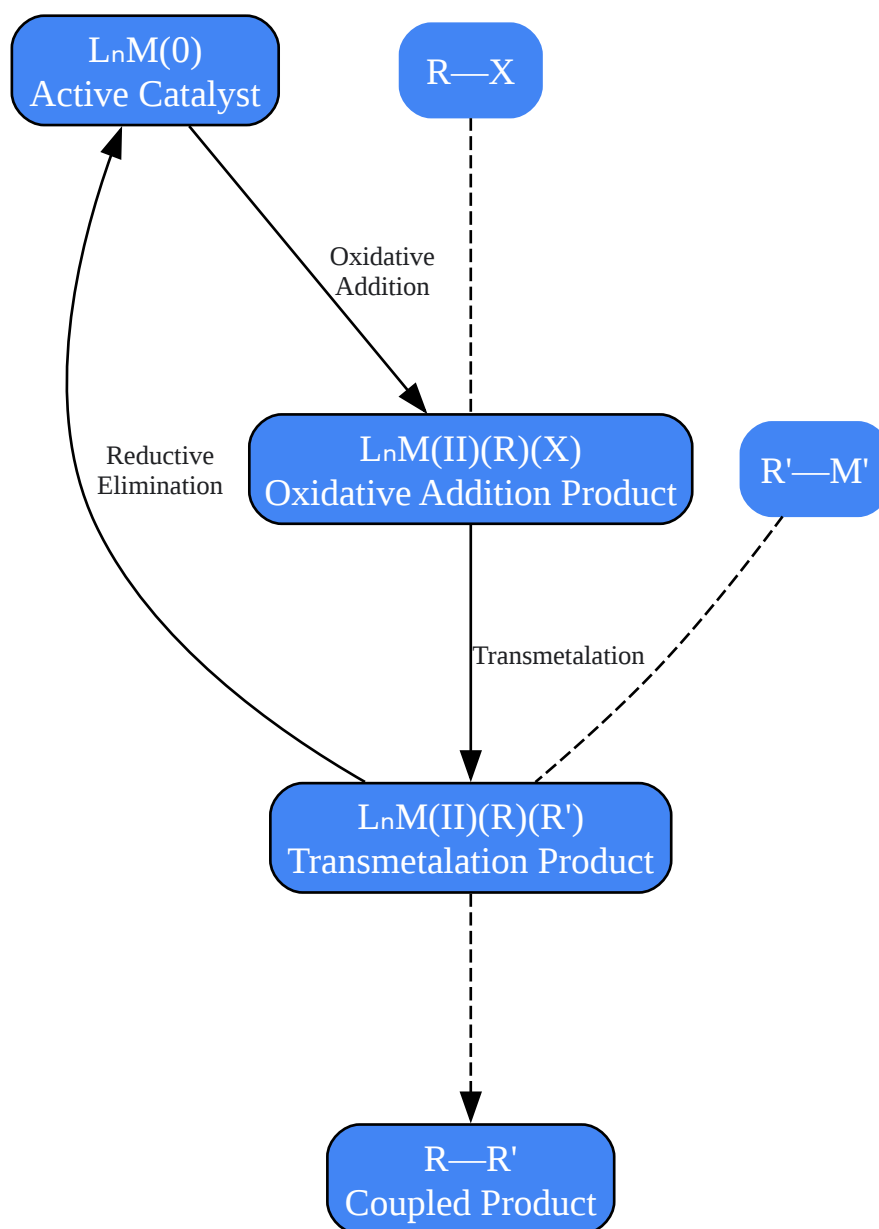 LₙM(0)
Active Catalyst
R—X
Oxidative
Addition
LₙM(II)(R)(X)
Oxidative Addition Product
R'—M'
Reductive
Elimination
Transmetalation
LₙM(II)(R)(R')
Transmetalation Product
R—R'
Coupled Product